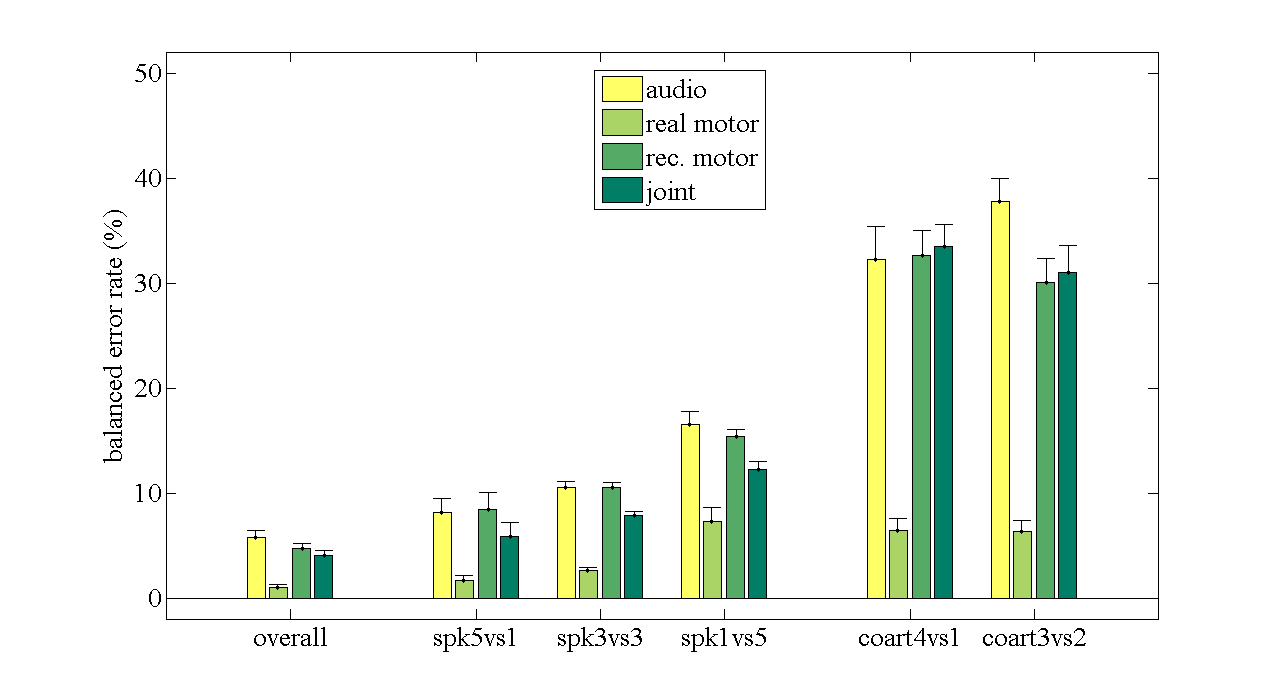 50
40
30
20
10
0
balanced error rate (%)
audio
real motor
rec. motor
joint
overall
spk5vs1
spk3vs3
spk1vs5
coart4vs1
coart3vs2